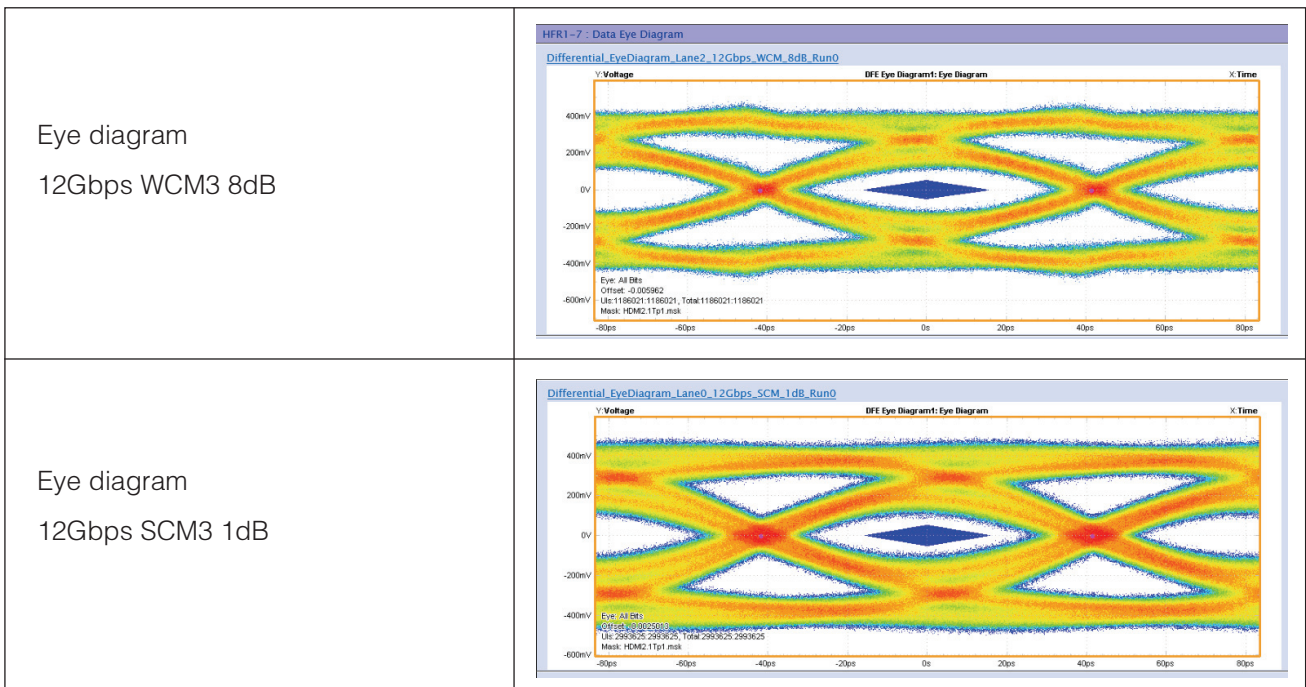 Eye diagram
12Gbps WCM3 8dB
HFR1-7 : Data Eye Diagram
Differential_EyeDiagram_Lane2_12Gbps_WCM_8dB_Run0
Y:Voltage DFE Eye Diagram1: Eye Diagram X:Time
400mV
200mV
0V
-200mV
-400mV
-600mV
Eye: All Bits
Offset: -0.005962
UIs:1186021:1186021, Total:1186021:1186021
Mask: HDMI2.1Tp1.msk
-80ps -60ps -40ps -20ps 0s 20ps 40ps 60ps 80ps
Eye diagram
12Gbps SCM3 1dB
Differential_EyeDiagram_Lane0_12Gbps_SCM_1dB_Run0
Y:Voltage DFE Eye Diagram1: Eye Diagram X:Time
400mV
200mV
0V
-200mV
-400mV
-600mV
Eye: All Bits
Offset:
UIs:2993625:2993625, Total:2993625:2993625
Mask: HDMI2.1Tp1.msk
-80ps -60ps -40ps -20ps 0s 20ps 40ps 60ps 80ps